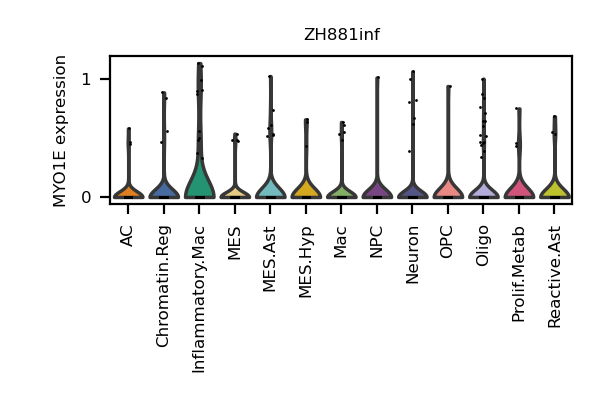 ZH881inf
MYO1E expression
1
0
AC
Chromatin.Reg
Inflammatory.Mac
MES
MES.Ast
MES.Hyp
Mac
NPC
Neuron
OPC
Oligo
Prolif.Metab
Reactive.Ast